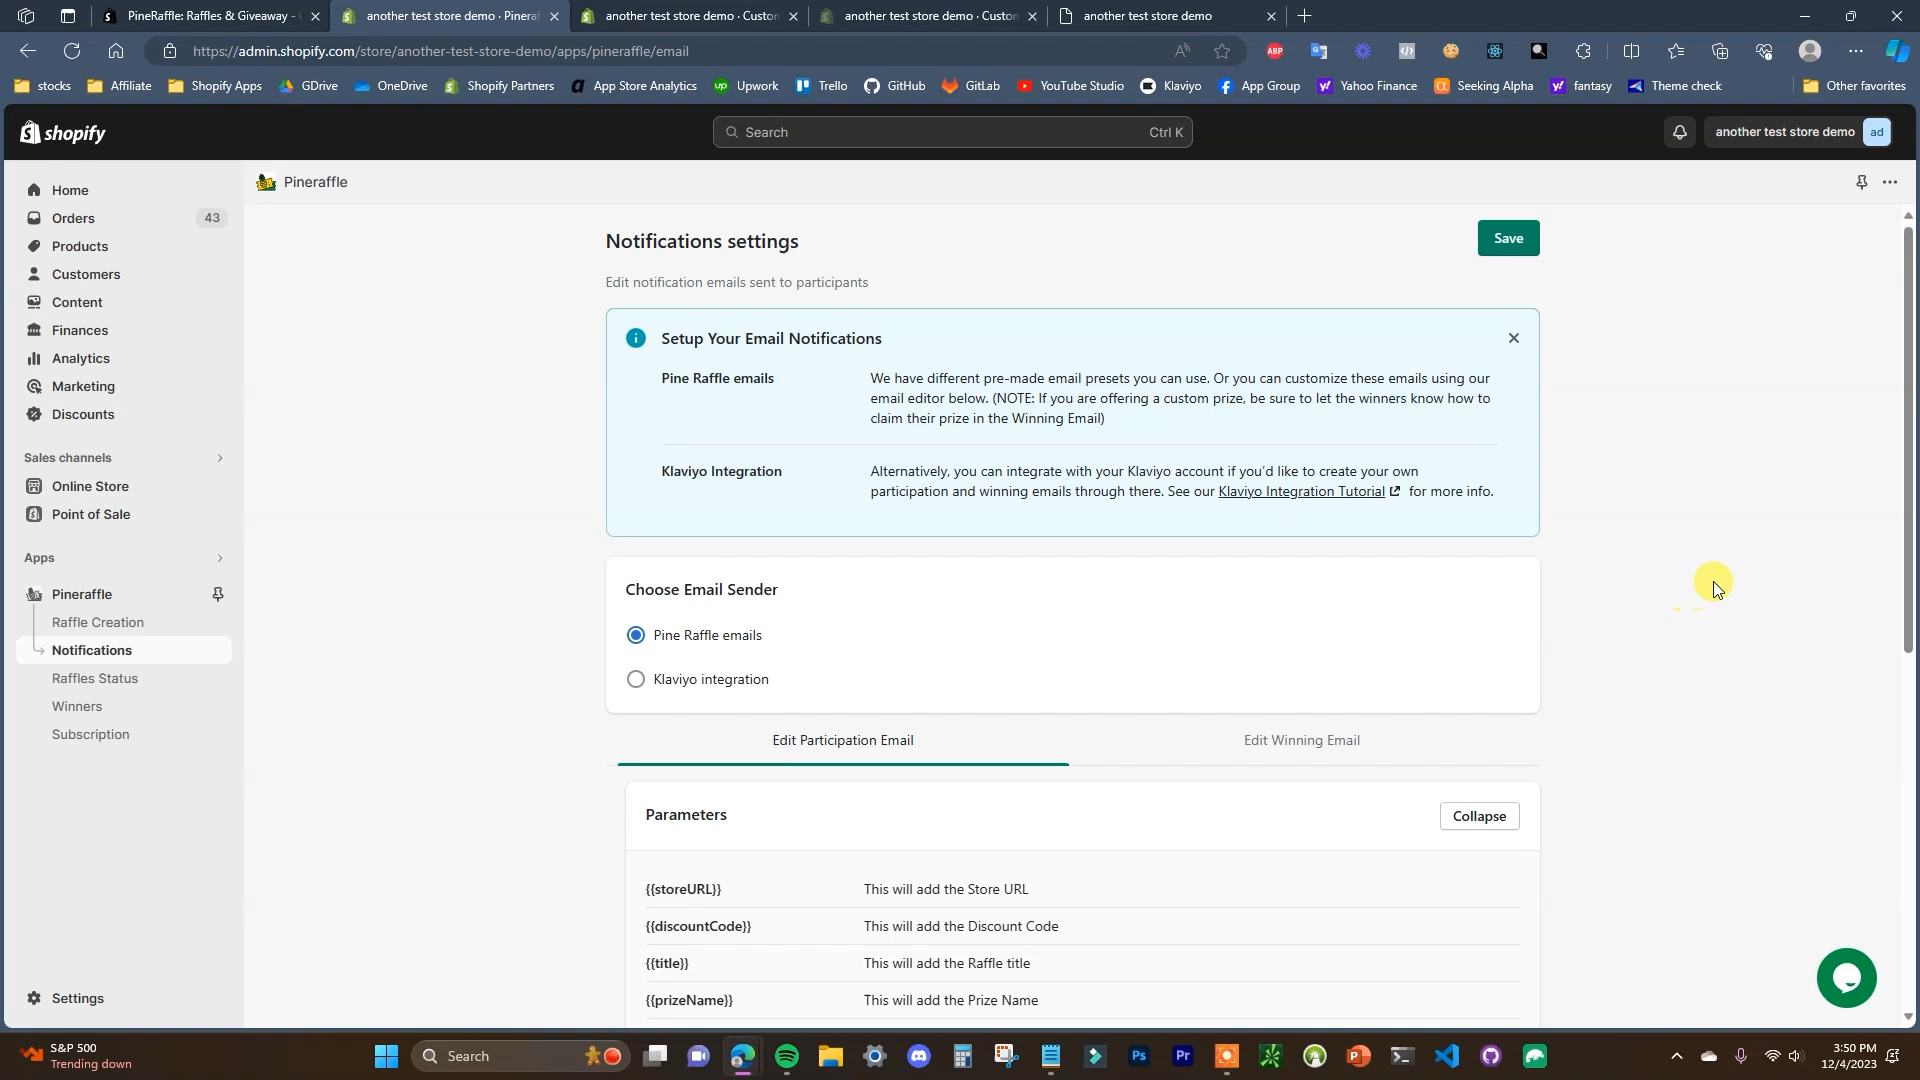 PineRaffle: Raffles & Giveaway -
another test store demo · Pineraf
another test store demo · Custom
another test store demo · Custom
another test store demo
https://admin.shopify.com/store/another-test-store-demo/apps/pineraffle/email
ABP
stocks
Affiliate
Shopify Apps
GDrive
OneDrive
Shopify Partners
App Store Analytics
Upwork
Trello
GitHub
GitLab
YouTube Studio
Klaviyo
App Group
Yahoo Finance
Seeking Alpha
fantasy
Theme check
Other favorites
shopify
Search
Ctrl K
another test store demo
ad
Home
Orders
43
Products
Customers
Content
Finances
Analytics
Marketing
Discounts
Sales channels
Online Store
Point of Sale
Apps
Pineraffle
Raffle Creation
Notifications
Raffles Status
Winners
Subscription
Settings
Pineraffle
Notifications settings
Save
Edit notification emails sent to participants
Setup Your Email Notifications
Pine Raffle emails
We have different pre-made email presets you can use. Or you can customize these emails using our
email editor below. (NOTE: If you are offering a custom prize, be sure to let the winners know how to
claim their prize in the Winning Email)
Klaviyo Integration
Alternatively, you can integrate with your Klaviyo account if you'd like to create your own
participation and winning emails through there. See our Klaviyo Integration Tutorial for more info.
Choose Email Sender
Pine Raffle emails
Klaviyo integration
Edit Participation Email
Edit Winning Email
Parameters
Collapse
{{storeURL}}
This will add the Store URL
{{discountCode}}
This will add the Discount Code
{{title}}
This will add the Raffle title
{{prizeName}}
This will add the Prize Name
S&P 500
Trending down
Search
Ps
Pr
3:50 PM
12/4/2023